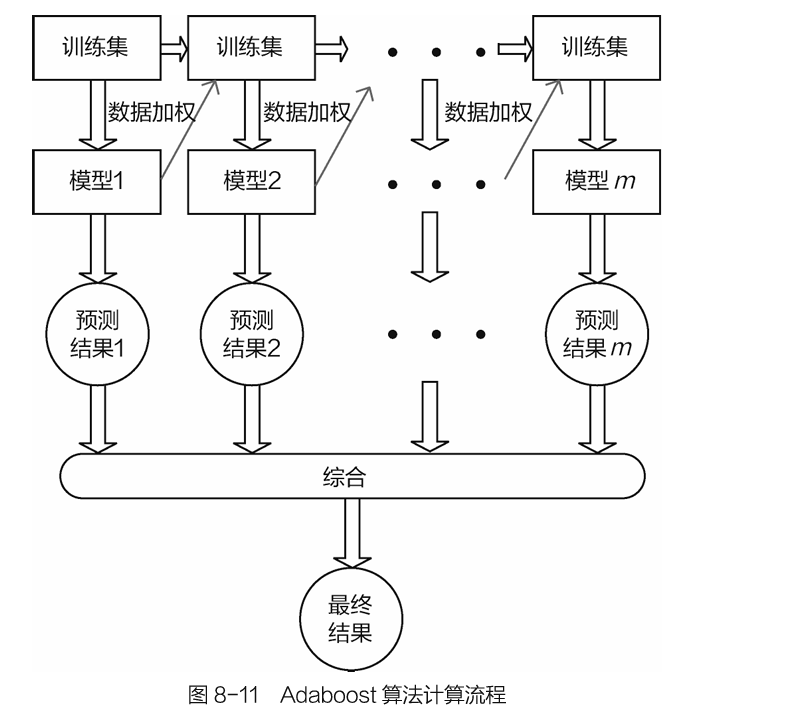 训练集
训练集
训练集
数据加权
数据加权
数据加权
模型1
模型2
模型 m
预测
结果1
预测
结果2
预测
结果 m
综合
最终
结果
图 8-11 Adaboost 算法计算流程